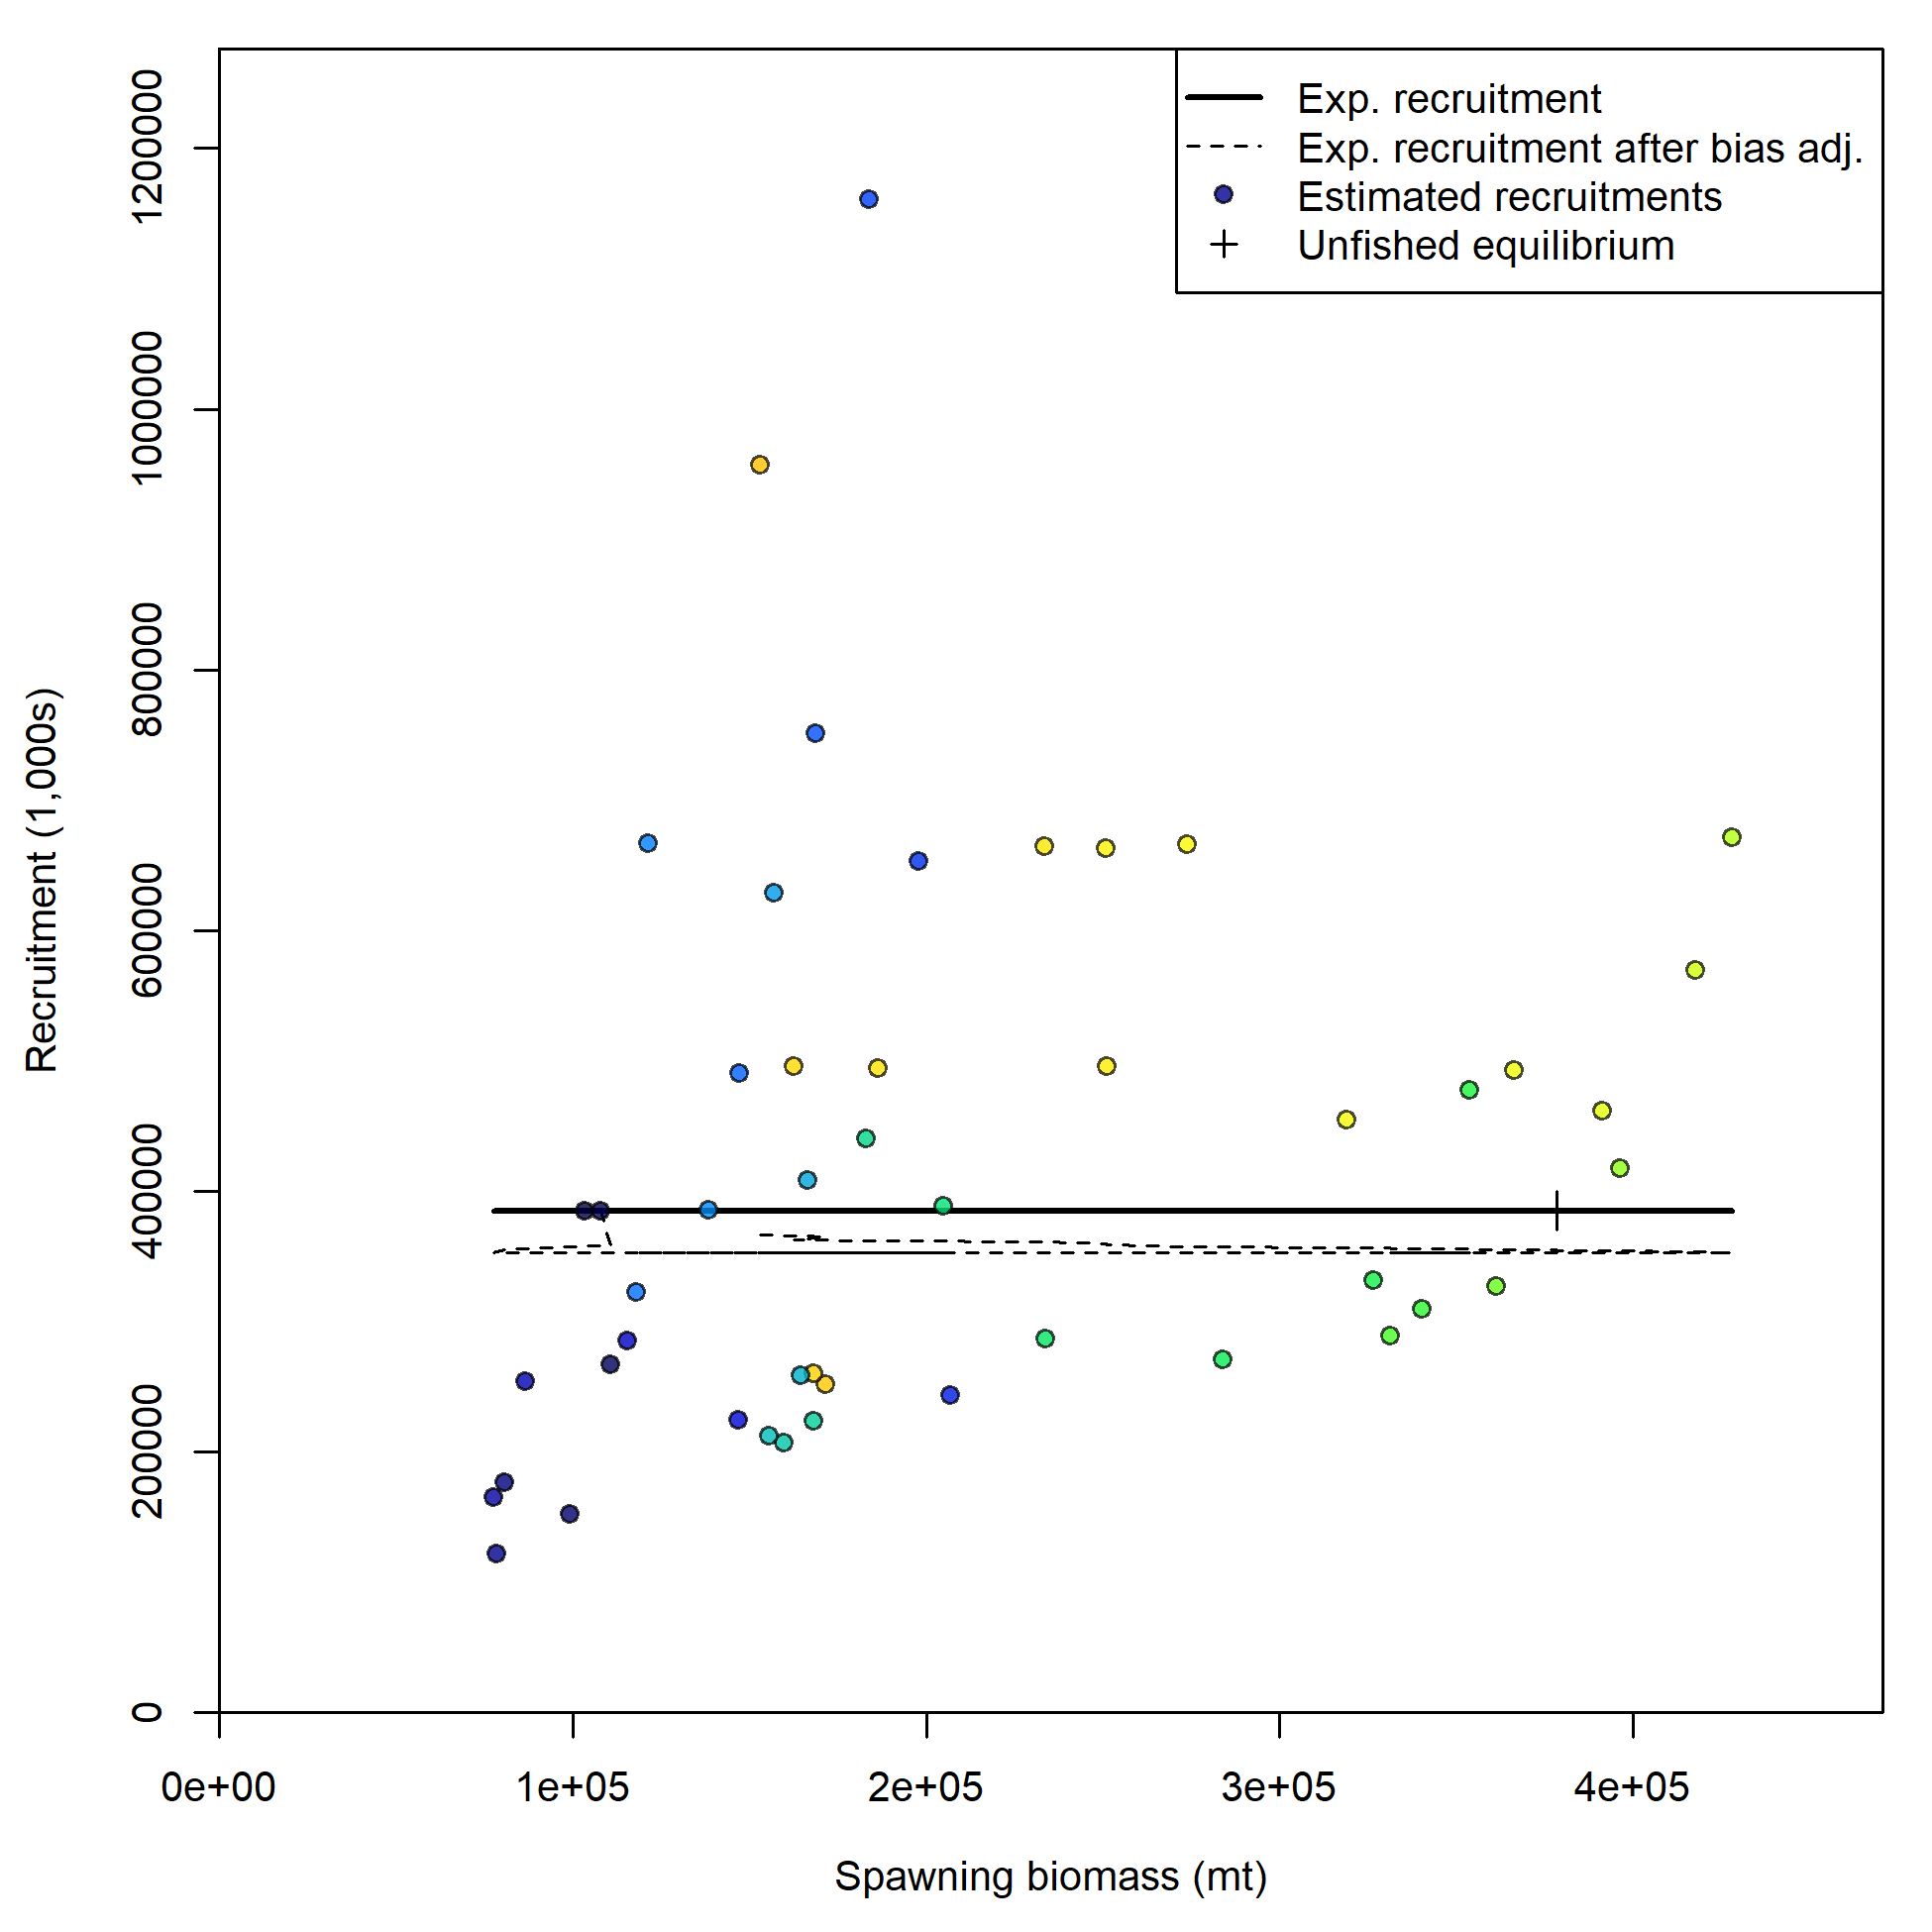 Exp. recruitment
Exp. recruitment after bias adj.
Estimated recruitments
Unfished equilibrium
Recruitment (1,000s)
1200000
1000000
800000
600000
400000
200000
0
0e+00
1e+05
2e+05
3e+05
4e+05
Spawning biomass (mt)